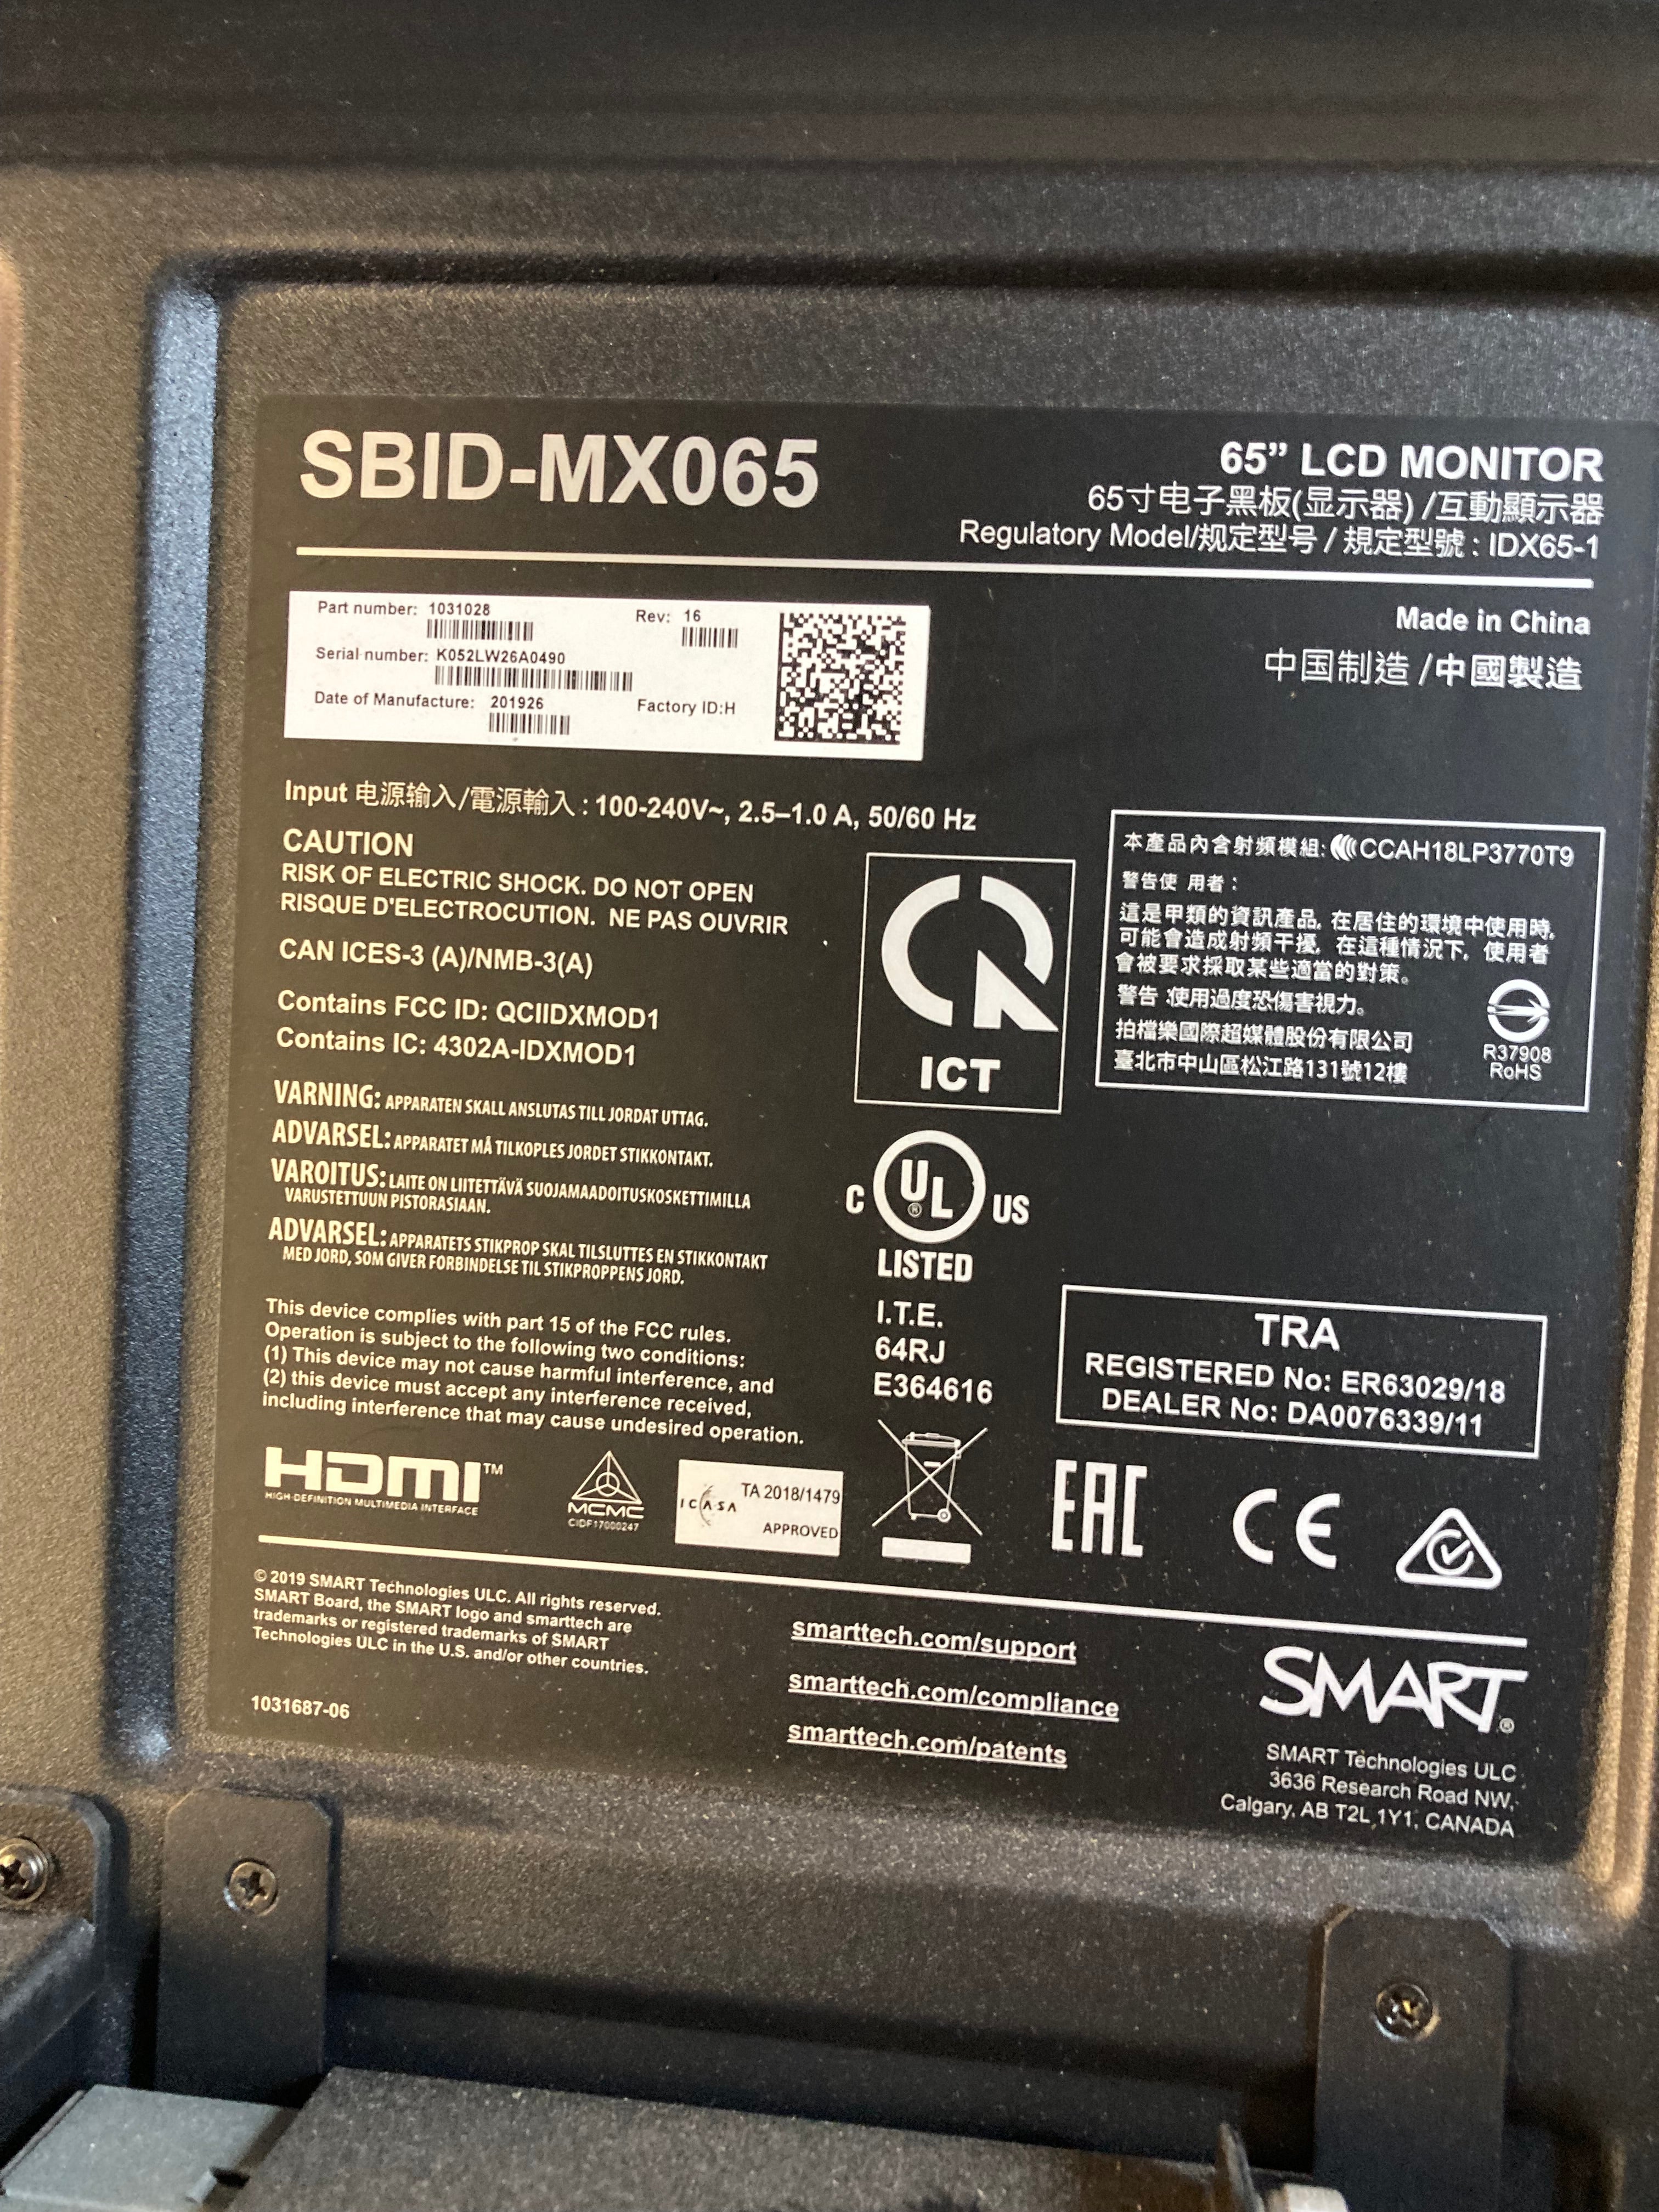 SBID-MX065
65” LCD MONITOR
65寸电子黑板(显示器) /互動顯示器
Regulatory Model/规定型号 / 規定型號 : IDX65-1
Part number: 1031028
Rev: 16
Serial number: K052LW26A0490
Date of Manufacture: 201926
Factory ID:H
Made in China
中国制造 /中國製造
Input 电源输入/電源輸入 : 100-240V~, 2.5–1.0 A, 50/60 Hz
CAUTION
RISK OF ELECTRIC SHOCK. DO NOT OPEN
RISQUE D'ELECTROCUTION. NE PAS OUVRIR
CAN ICES-3 (A)/NMB-3(A)
Contains FCC ID: QCIIDXMOD1
Contains IC: 4302A-IDXMOD1
ICT
本產品內含射頻模組: CCAH18LP3770T9
警告使 用者 :
這是甲類的資訊產品, 在居住的環境中使用時,
可能會造成射頻干擾, 在這種情況下, 使用者
會被要求採取某些適當的對策。
警告 :使用過度恐傷害視力。
拍檔樂國際超媒體股份有限公司
臺北市中山區松江路131號12樓
R37908
RoHS
VARNING: APPARATEN SKALL ANSLUTAS TILL JORDAT UTTAG.
ADVARSEL: APPARATET MÅ TILKOPLES JORDET STIKKONTAKT.
VAROITUS: LAITE ON LIITETTÄVÄ SUOJAMAADOITUSKOSKETTIMILLA
VARUSTETTUUN PISTORASIAAN.
ADVARSEL: APPARATETS STIKPROP SKAL TILSLUTTES EN STIKKONTAKT
MED JORD, SOM GIVER FORBINDELSE TIL STIKPROPPENS JORD.
C UL ® US
LISTED
I.T.E.
64RJ
E364616
This device complies with part 15 of the FCC rules.
Operation is subject to the following two conditions:
(1) This device may not cause harmful interference, and
(2) this device must accept any interference received,
including interference that may cause undesired operation.
TRA
REGISTERED No: ER63029/18
DEALER No: DA0076339/11
HDMI™
HIGH-DEFINITION MULTIMEDIA INTERFACE
MCMC
CIDF17000247
ICASA
TA 2018/1479
APPROVED
EAC
CE
© 2019 SMART Technologies ULC. All rights reserved.
SMART Board, the SMART logo and smarttech are
trademarks or registered trademarks of SMART
Technologies ULC in the U.S. and/or other countries.
1031687-06
smarttech.com/support
smarttech.com/compliance
smarttech.com/patents
SMART®
SMART Technologies ULC
3636 Research Road NW,
Calgary, AB T2L 1Y1, CANADA